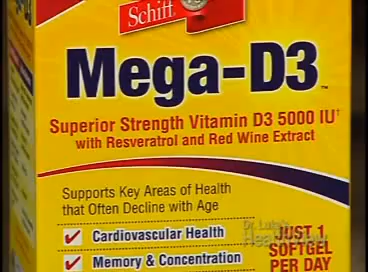 Schiff
Mega-D3™
Superior Strength Vitamin D3 5000 IU†
with Resveratrol and Red Wine Extract
Supports Key Areas of Health
that Often Decline with Age
Cardiovascular Health
Memory & Concentration
JUST 1
SOFTGEL
PER DAY